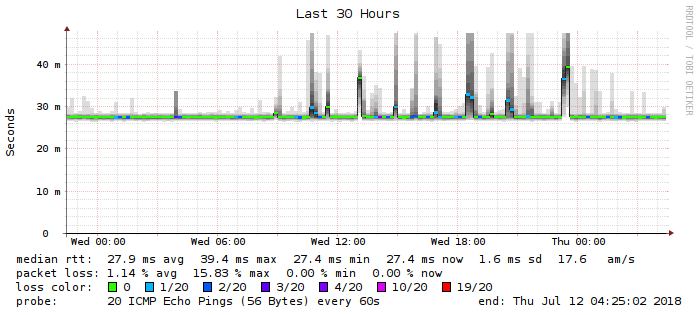 Last 30 Hours
RRDTOOL / TOBI OETIKER
Seconds
40 m
30 m
20 m
10 m
0
Wed 00:00 Wed 06:00 Wed 12:00 Wed 18:00 Thu 00:00
median rtt: 27.9 ms avg 39.4 ms max 27.4 ms min 27.4 ms now 1.6 ms sd 17.6 am/s
packet loss: 1.14 % avg 15.83 % max 0.00 % min 0.00 % now
loss color: 0 1/20 2/20 3/20 4/20 10/20 19/20
probe: 20 ICMP Echo Pings (56 Bytes) every 60s end: Thu Jul 12 04:25:02 2018